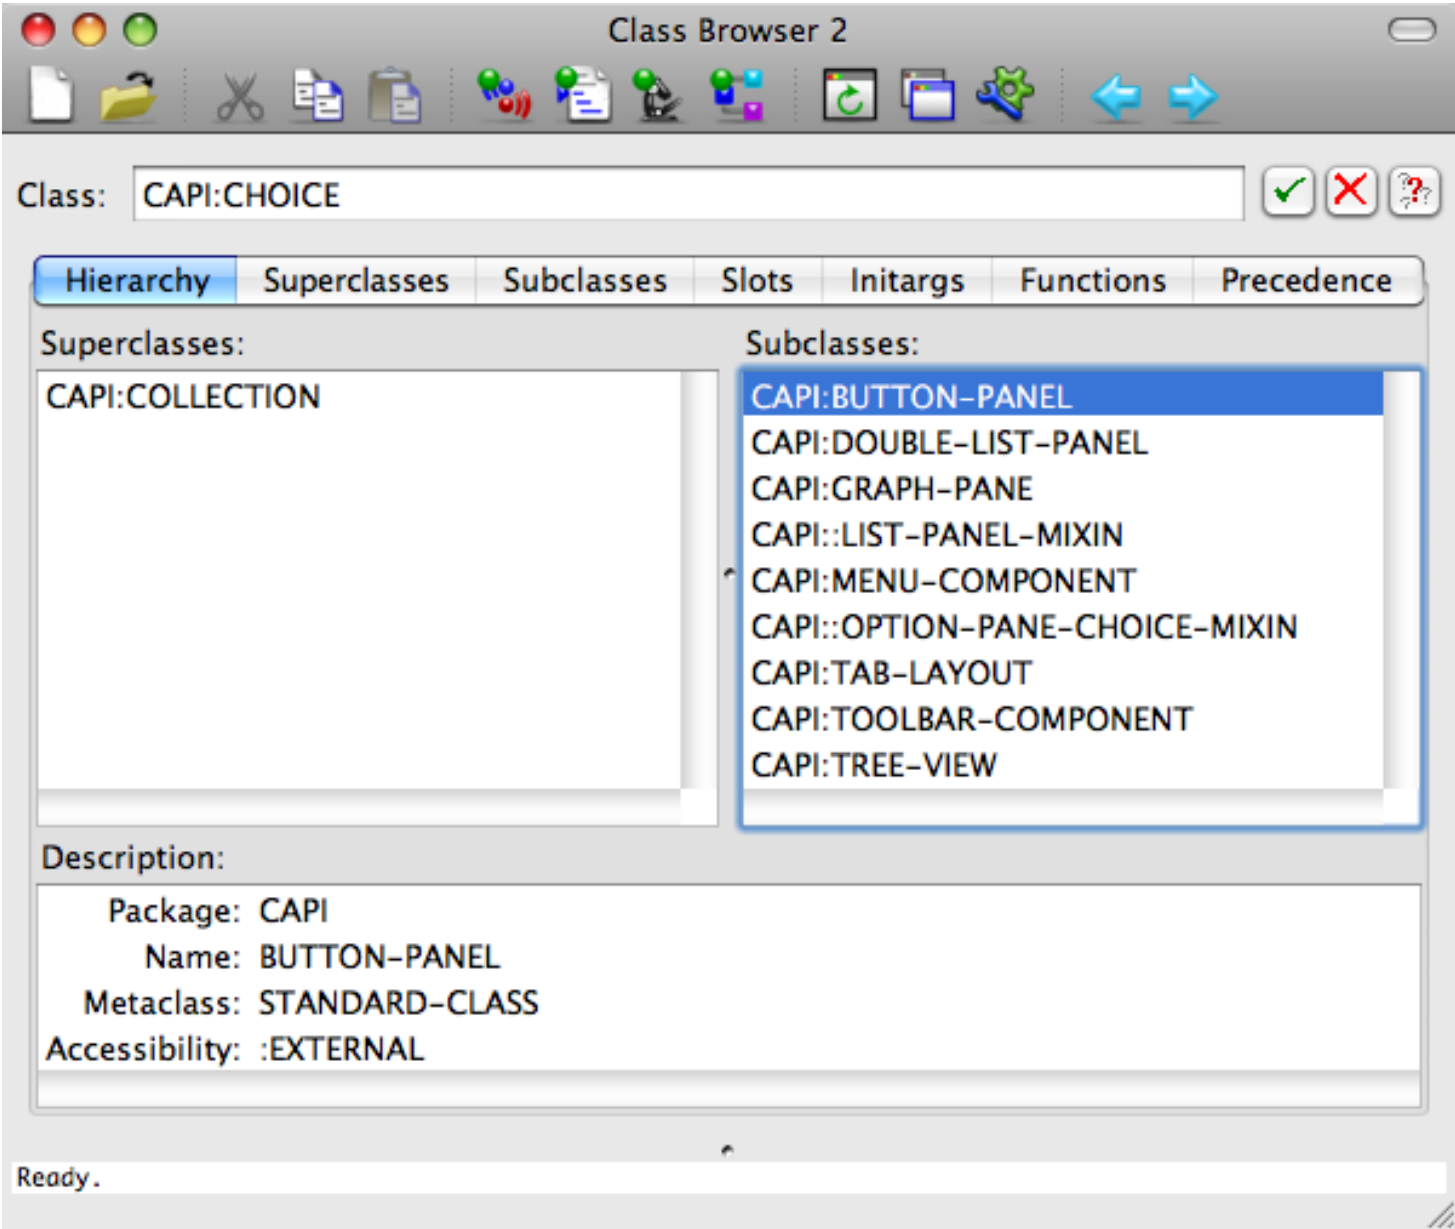 Class Browser 2
Class: CAPI:CHOICE
Hierarchy Superclasses Subclasses Slots Initargs Functions Precedence
Superclasses:
CAPI:COLLECTION
Subclasses:
CAPI:BUTTON-PANEL
CAPI:DOUBLE-LIST-PANEL
CAPI:GRAPH-PANE
CAPI::LIST-PANEL-MIXIN
CAPI:MENU-COMPONENT
CAPI::OPTION-PANE-CHOICE-MIXIN
CAPI:TAB-LAYOUT
CAPI:TOOLBAR-COMPONENT
CAPI:TREE-VIEW
Description:
Package: CAPI
Name: BUTTON-PANEL
Metaclass: STANDARD-CLASS
Accessibility: :EXTERNAL
Ready.